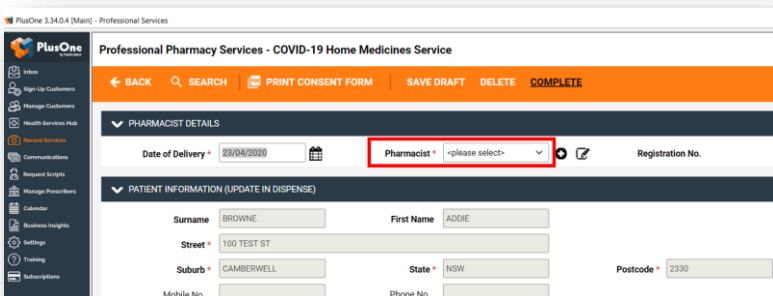 PlusOne 3.34.0.4 [Main] - Professional Services
PlusOne
Professional Pharmacy Services - COVID-19 Home Medicines Service
Inbox
Sign-Up Customers
Manage Customers
Health Services Hub
Record Services
Communications
Request Scripts
Manage Prescribers
Calendar
Business Insights
Settings
Training
Subscriptions
BACK SEARCH PRINT CONSENT FORM SAVE DRAFT DELETE COMPLETE
PHARMACIST DETAILS
Date of Delivery * 23/04/2020 Pharmacist * <please select> Registration No.
PATIENT INFORMATION (UPDATE IN DISPENSE)
Surname BROWNE First Name ADDIE
Street * 100 TEST ST
Suburb * CAMBERWELL State * NSW Postcode * 2330
Mobile No. Phone No.